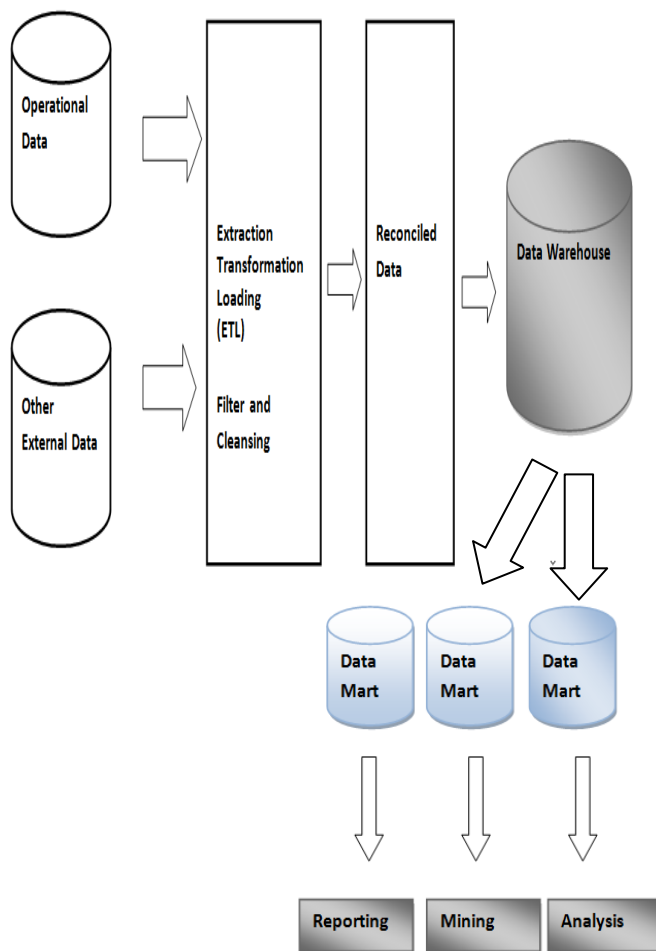 Operational
Data
Extraction
Transformation
Loading
(ETL)
Filter and
Cleansing
Reconciled
Data
Data Warehouse
Other
External Data
Data
Mart
Data
Mart
Data
Mart
Reporting
Mining
Analysis